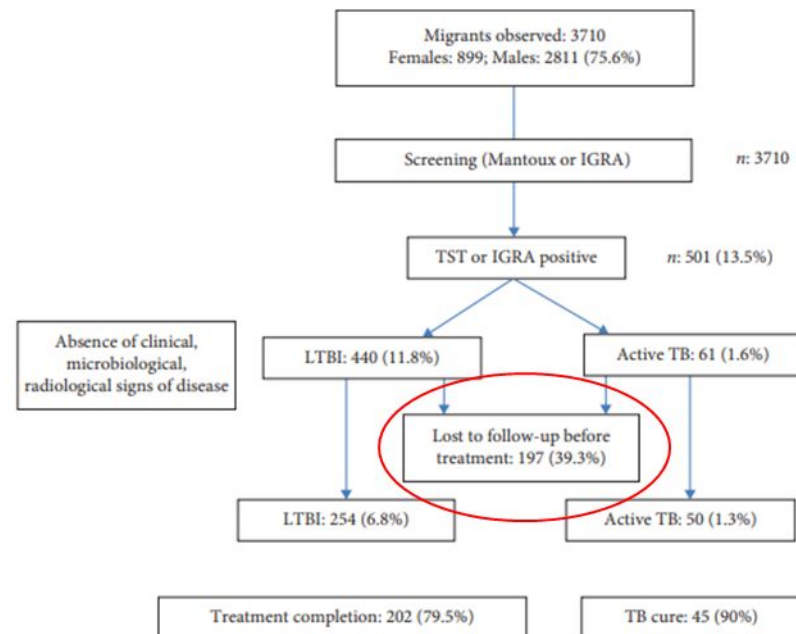 Migrants observed: 3710
Females: 899; Males: 2811 (75.6%)
Screening (Mantoux or IGRA)
n: 3710
TST or IGRA positive
n: 501 (13.5%)
Absence of clinical,
microbiological,
radiological signs of disease
LTBI: 440 (11.8%)
Active TB: 61 (1.6%)
Lost to follow-up before
treatment: 197 (39.3%)
LTBI: 254 (6.8%)
Active TB: 50 (1.3%)
Treatment completion: 202 (79.5%)
TB cure: 45 (90%)